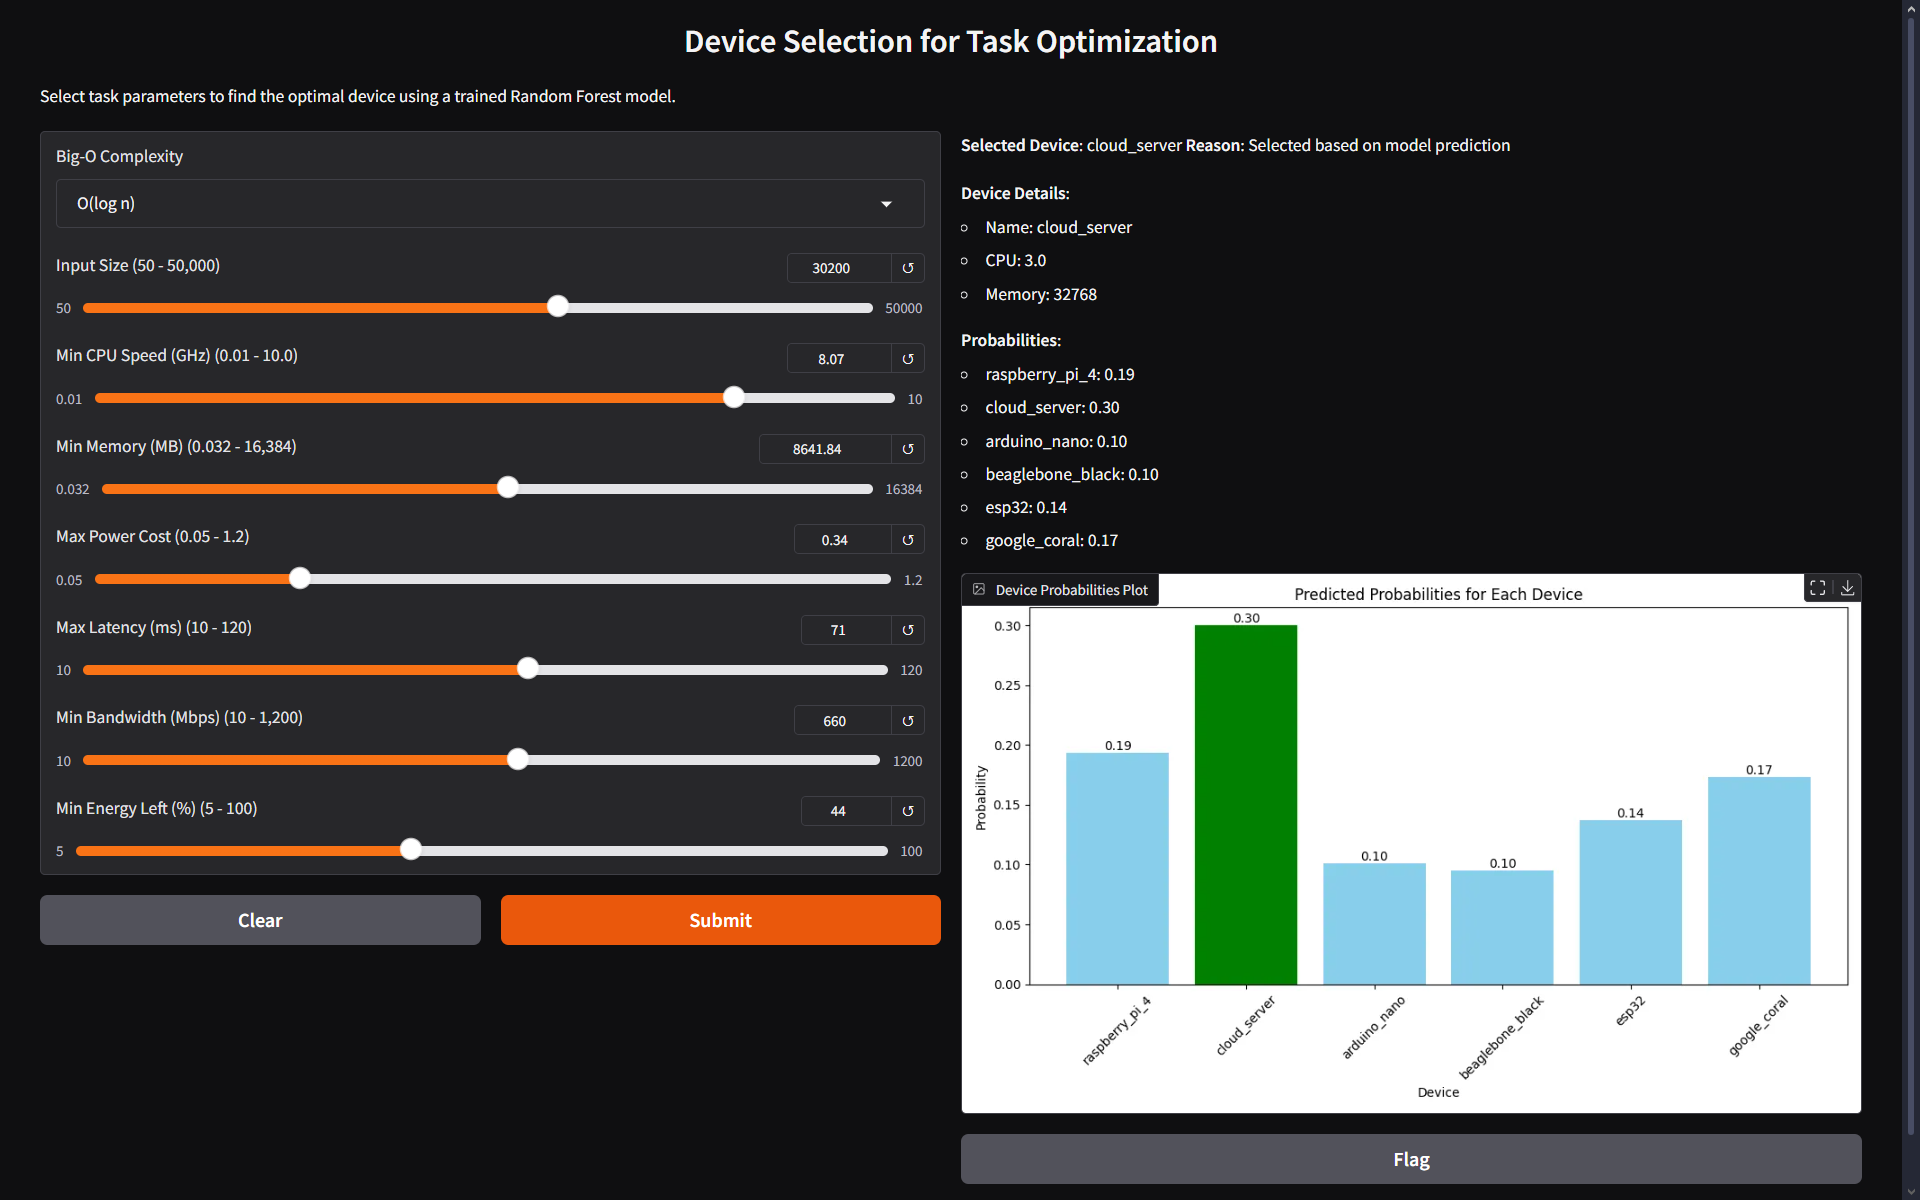 Device Selection for Task Optimization
Select task parameters to find the optimal device using a trained Random Forest model.
Big-O Complexity
O(log n)
Input Size (50 - 50,000)
30200
↺
50
50000
Min CPU Speed (GHz) (0.01 - 10.0)
8.07
↺
0.01
10
Min Memory (MB) (0.032 - 16,384)
8641.84
↺
0.032
16384
Max Power Cost (0.05 - 1.2)
0.34
↺
0.05
1.2
Max Latency (ms) (10 - 120)
71
↺
10
120
Min Bandwidth (Mbps) (10 - 1,200)
660
↺
10
1200
Min Energy Left (%) (5 - 100)
44
↺
5
100
Clear
Submit
Selected Device: cloud_server Reason: Selected based on model prediction
Device Details:
Name: cloud_server
CPU: 3.0
Memory: 32768
Probabilities:
raspberry_pi_4: 0.19
cloud_server: 0.30
arduino_nano: 0.10
beaglebone_black: 0.10
esp32: 0.14
google_coral: 0.17
Device Probabilities Plot
Predicted Probabilities for Each Device
Probability
0.30
0.25
0.20
0.15
0.10
0.05
0.00
0.19
0.30
0.10
0.10
0.14
0.17
raspberry_pi_4
cloud_server
arduino_nano
beaglebone_black
esp32
google_coral
Device
Flag